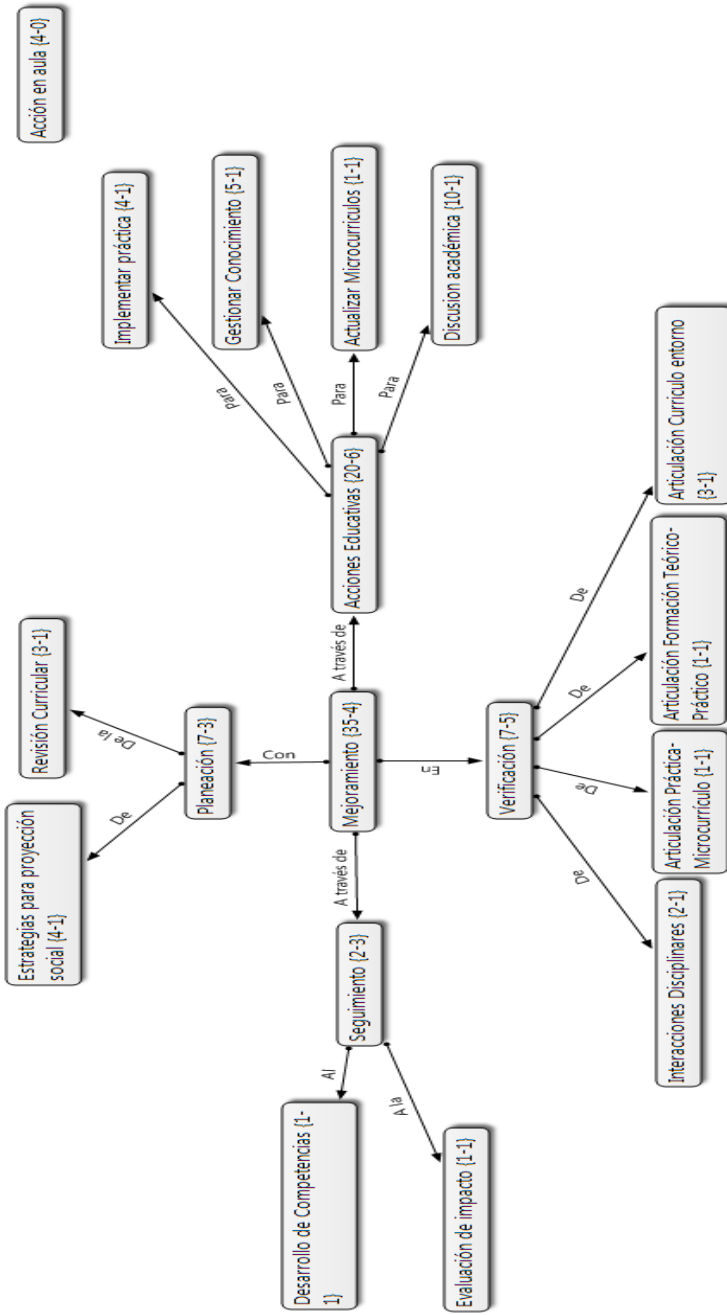 Estrategias para proyección
social {4-1}
Revisión Curricular {3-1}
Acción en aula {4-0}
De
De la
Implementar práctica {4-1}
Planeación {7-3}
Para
Gestionar Conocimiento {5-1}
Con
Para
Desarrollo de Competencias {1-
1}
Al
Seguimiento {2-3}
A través de
Mejoramiento {35-4}
A través de
Acciones Educativas {20-6}
Para
Actualizar Microcurriculos {1-1}
A la
Para
Evaluación de impacto {1-1}
En
Discusion académica {10-1}
Verificación {7-5}
De
De
De
De
Interacciones Disciplinares {2-1}
Articulación Práctica-
Microcurrículo {1-1}
Articulación Formación Teórico-
Práctico {1-1}
Articulación Curriculo entorno
{3-1}